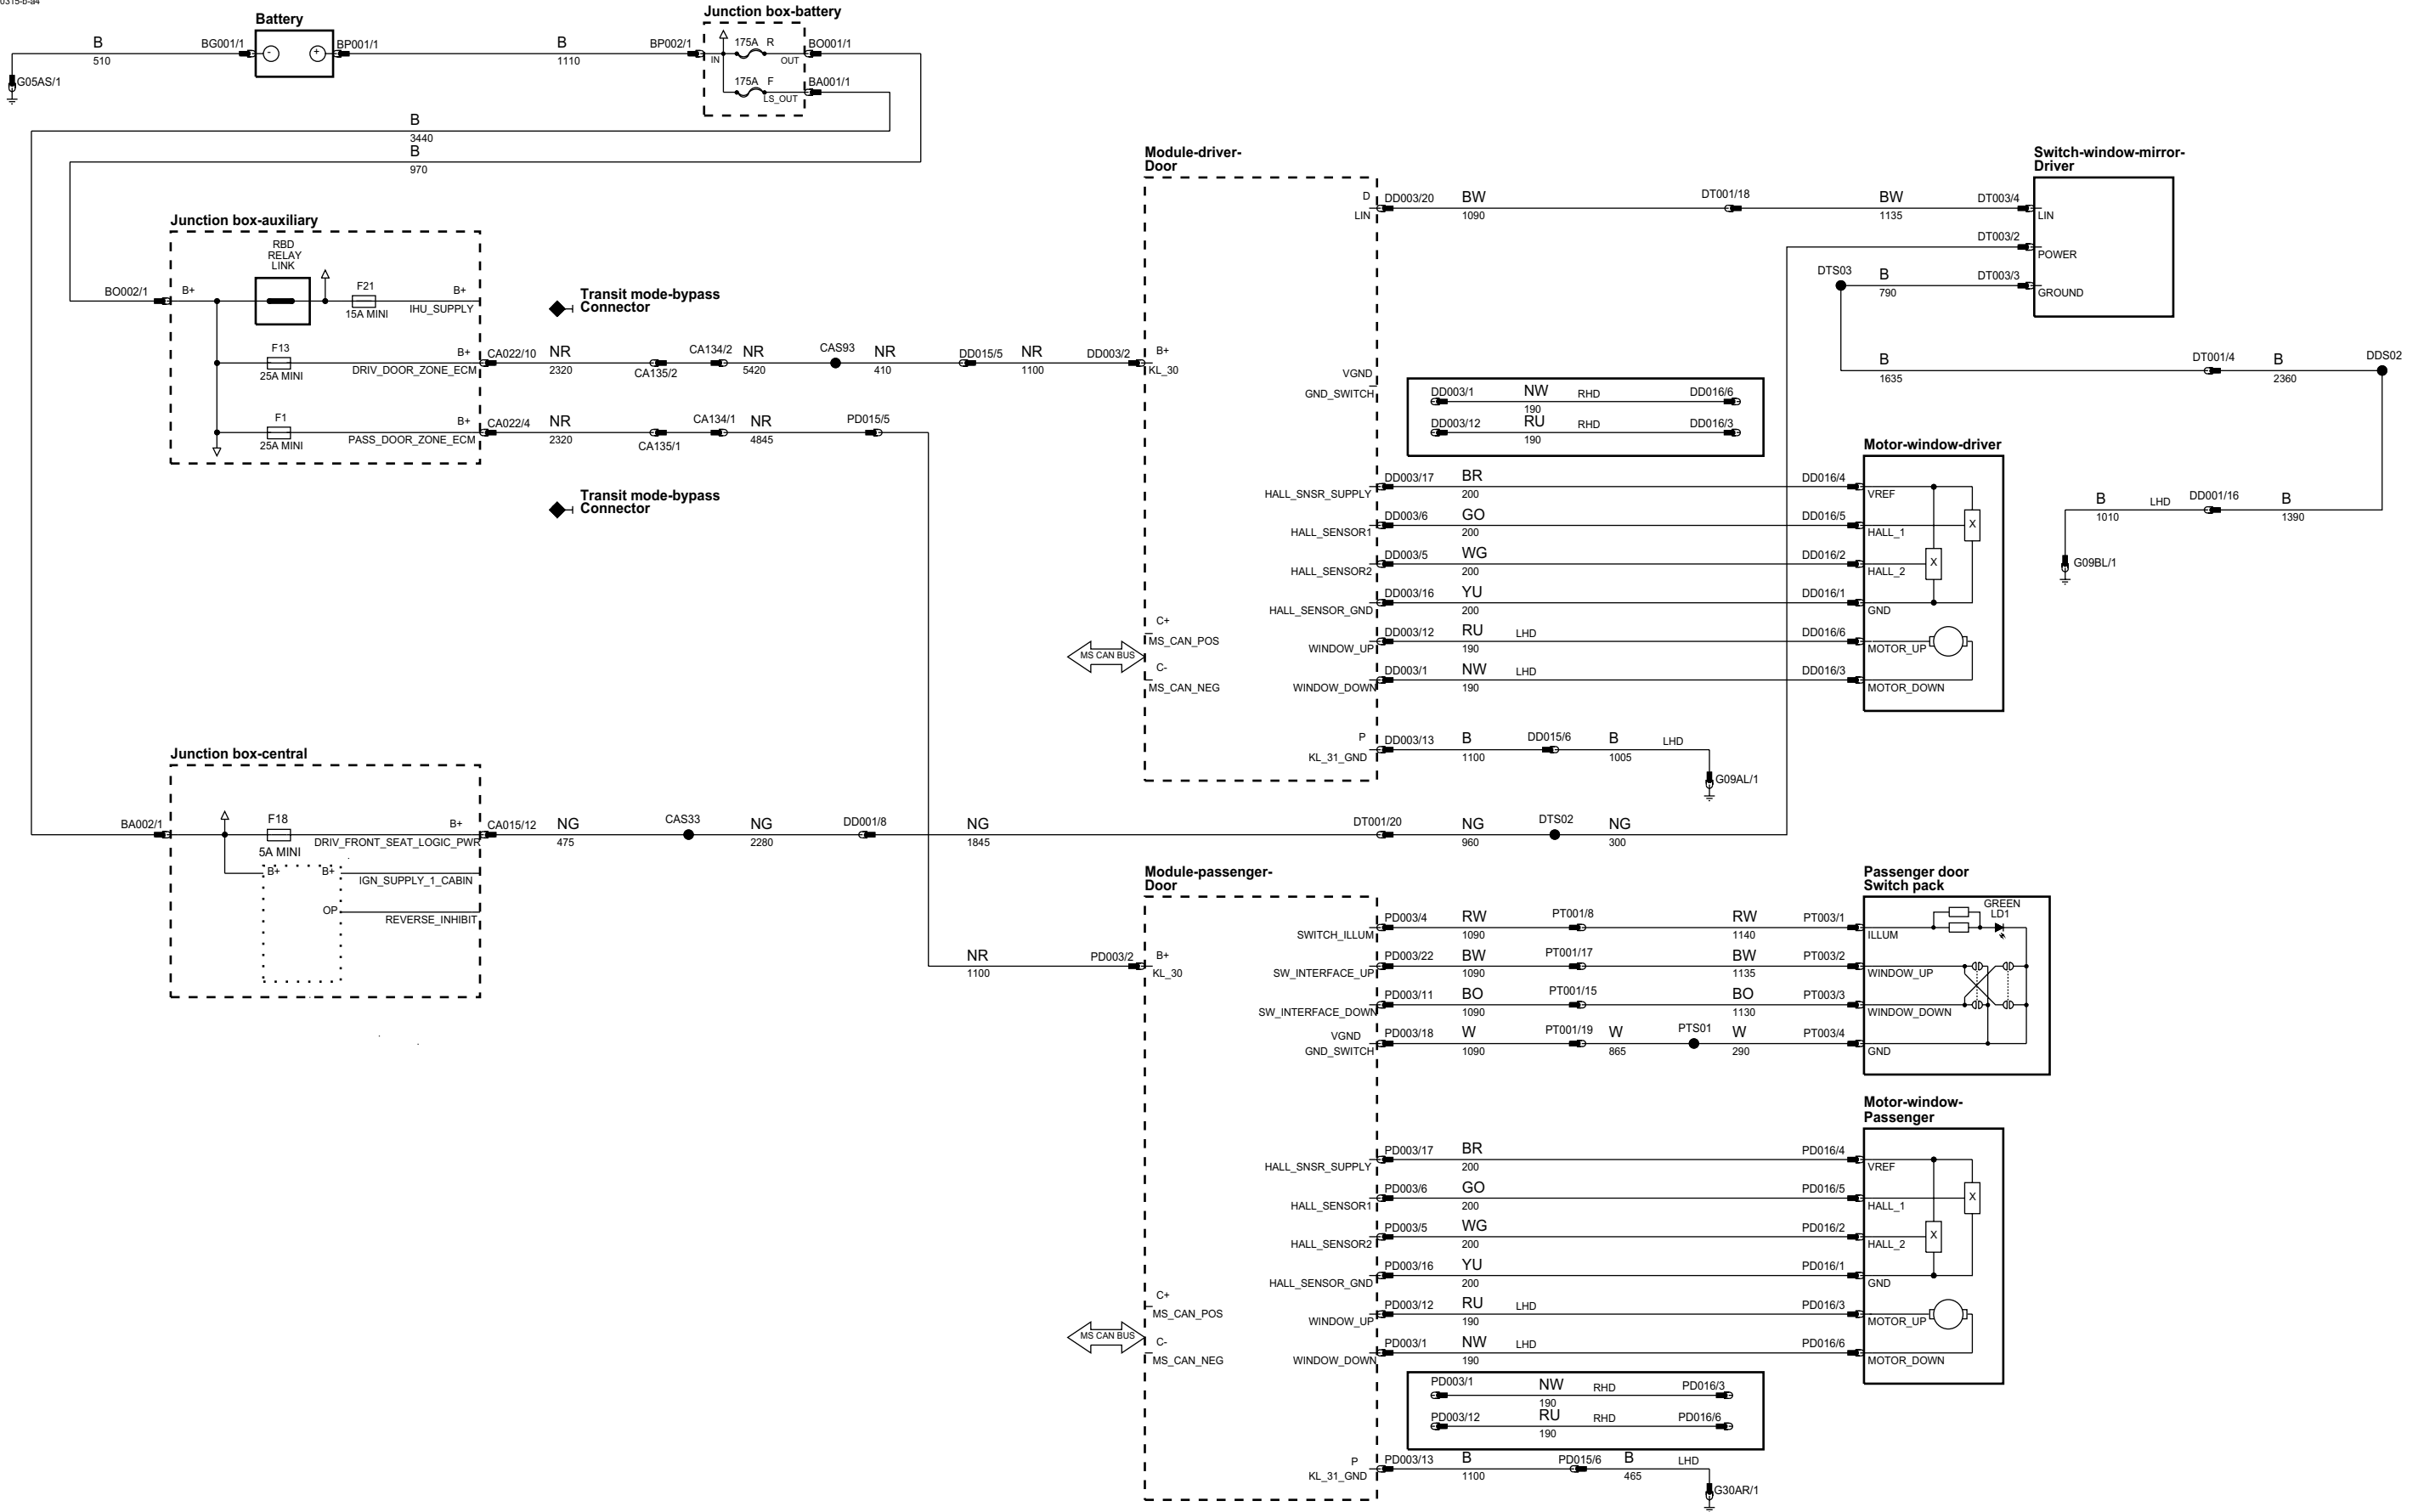 Battery
B
510
BG001/1
-
+
BP001/1
B
1110
BP002/1
G05AS/1
Junction box-battery
175A R
IN
OUT
BO001/1
175A F
LS_OUT
BA001/1
B
3440
B
970
Junction box-auxiliary
RBD
RELAY
LINK
BO002/1
B+
F21
15A MINI
B+
IHU_SUPPLY
F13
25A MINI
B+
DRIV_DOOR_ZONE_ECM
F1
25A MINI
B+
PASS_DOOR_ZONE_ECM
Transit mode-bypass
Connector
CA022/10
NR
2320
CA135/2
CA134/2
NR
5420
CAS93
NR
410
DD015/5
NR
1100
DD003/2
CA022/4
NR
2320
CA135/1
CA134/1
NR
4845
PD015/5
Transit mode-bypass
Connector
Module-driver-
Door
B+
KL_30
D
LIN
VGND
GND_SWITCH
HALL_SNSR_SUPPLY
HALL_SENSOR1
HALL_SENSOR2
HALL_SENSOR_GND
WINDOW_UP
WINDOW_DOWN
C+
MS_CAN_POS
C-
MS_CAN_NEG
MS CAN BUS
P
KL_31_GND
DD003/20
BW
1090
DT001/18
BW
1135
DT003/4
Switch-window-mirror-
Driver
LIN
DT003/2
POWER
DTS03
B
790
DT003/3
GROUND
B
1635
DT001/4
B
2360
DDS02
B
1010
LHD
DD001/16
B
1390
G09BL/1
DD003/1
NW
190
RHD
DD016/6
DD003/12
RU
190
RHD
DD016/3
Motor-window-driver
DD003/17
BR
200
DD016/4
VREF
DD003/6
GO
200
DD016/5
HALL_1
X
DD003/5
WG
200
DD016/2
HALL_2
X
DD003/16
YU
200
DD016/1
GND
DD003/12
RU
190
LHD
DD016/6
MOTOR_UP
DD003/1
NW
190
LHD
DD016/3
MOTOR_DOWN
DD003/13
B
1100
DD015/6
B
1005
LHD
G09AL/1
Junction box-central
BA002/1
F18
5A MINI
B+
DRIV_FRONT_SEAT_LOGIC_PWR
B+
B+
IGN_SUPPLY_1_CABIN
OP
REVERSE_INHIBIT
CA015/12
NG
475
CAS33
NG
2280
DD001/8
NG
1845
DT001/20
NG
960
DTS02
NG
300
Module-passenger-
Door
NR
1100
PD003/2
B+
KL_30
SWITCH_ILLUM
SW_INTERFACE_UP
SW_INTERFACE_DOWN
VGND
GND_SWITCH
HALL_SNSR_SUPPLY
HALL_SENSOR1
HALL_SENSOR2
HALL_SENSOR_GND
WINDOW_UP
WINDOW_DOWN
C+
MS_CAN_POS
C-
MS_CAN_NEG
MS CAN BUS
P
KL_31_GND
Passenger door
Switch pack
GREEN
LD1
PD003/4
RW
1090
PT001/8
RW
1140
PT003/1
ILLUM
PD003/22
BW
1090
PT001/17
BW
1135
PT003/2
WINDOW_UP
PD003/11
BO
1090
PT001/15
BO
1130
PT003/3
WINDOW_DOWN
PD003/18
W
1090
PT001/19
W
865
PTS01
W
290
PT003/4
GND
Motor-window-
Passenger
PD003/17
BR
200
PD016/4
VREF
PD003/6
GO
200
PD016/5
HALL_1
X
PD003/5
WG
200
PD016/2
HALL_2
X
PD003/16
YU
200
PD016/1
GND
PD003/12
RU
190
LHD
PD016/3
MOTOR_UP
PD003/1
NW
190
LHD
PD016/6
MOTOR_DOWN
PD003/1
NW
190
RHD
PD016/3
PD003/12
RU
190
RHD
PD016/6
PD003/13
B
1100
PD015/6
B
465
LHD
G30AR/1